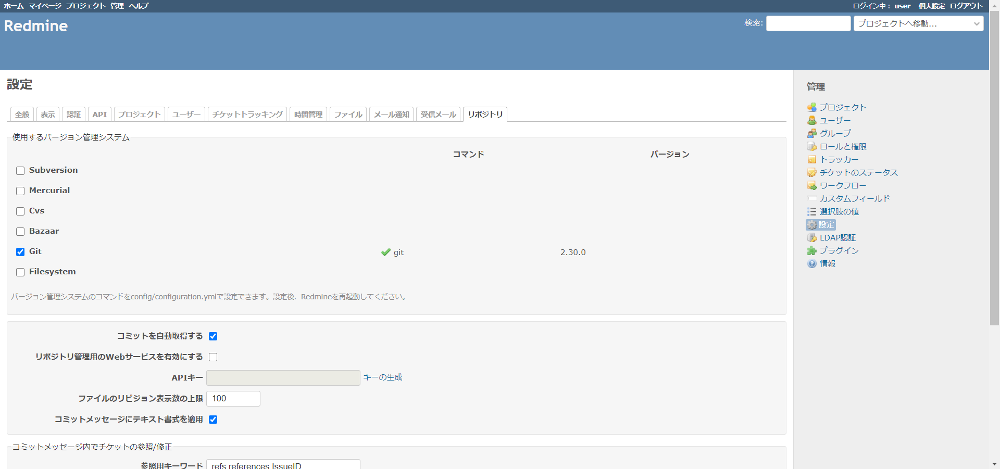 ホーム マイページ プロジェクト 管理 ヘルプ
ログイン中： user 個人設定 ログアウト
Redmine
検索: プロジェクトへ移動...
設定
全般 表示 認証 API プロジェクト ユーザー チケットトラッキング 時間管理 ファイル メール通知 受信メール リポジトリ
使用するバージョン管理システム
コマンド バージョン
Subversion
Mercurial
Cvs
Bazaar
Git git 2.30.0
Filesystem
バージョン管理システムのコマンドをconfig/configuration.ymlで設定できます。設定後、Redmineを再起動してください。
コミットを自動取得する
リポジトリ管理用のWebサービスを有効にする
APIキー キーの生成
ファイルのリビジョン表示数の上限 100
コミットメッセージにテキスト書式を適用
コミットメッセージ内でチケットの参照/修正
参照用キーワード refs,references,IssueID
管理
プロジェクト
ユーザー
グループ
ロールと権限
トラッカー
チケットのステータス
ワークフロー
カスタムフィールド
選択肢の値
設定
LDAP認証
プラグイン
情報